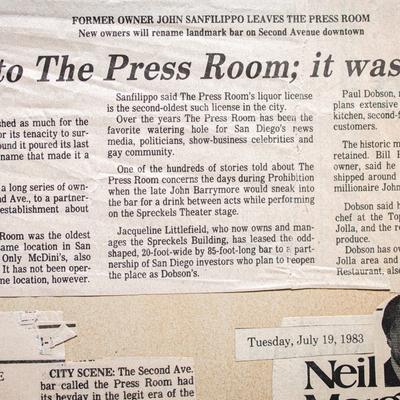 FORMER OWNER JOHN SANFILIPPO LEAVES THE PRESS ROOM
New owners will rename landmark bar on Second Avenue downtown
to The Press Room; it was
shed as much for the
or its tenacity to sur-
und it poured its last
name that made it a
a long series of own-
nd Ave., to a partner-
establishment about
Room was the oldest
ame location in San
Only McDini's, also
It has not been oper-
ne location, however.
Sanfilippo said The Press Room's liquor license
is the second-oldest such license in the city.
Over the years The Press Room has been the
favorite watering hole for San Diego's news
media, politicians, show-business celebrities and
gay community.
One of the hundreds of stories told about The
Press Room concerns the days during Prohibition
when the late John Barrymore would sneak into
the bar for a drink between acts while performing
on the Spreckels Theater stage.
Jacqueline Littlefield, who now owns and man-
ages the Spreckels Building, has leased the odd-
shaped, 20-foot-wide by 85-foot-long bar to a part-
nership of San Diego investors who plan to reopen
the place as Dobson's.
Paul Dobson,
plans extensive
kitchen, second-f
customers.
The historic m
retained. Bill F
owner, said he
shipped around
millionaire John
Dobson said h
chef at the Top
Jolla, and the re
produce.
Dobson has ow
Jolla area and
Restaurant, also
CITY SCENE: The Second Ave.
bar called the Press Room had
its heyday in the legit era of the
Tuesday, July 19, 1983
Neil